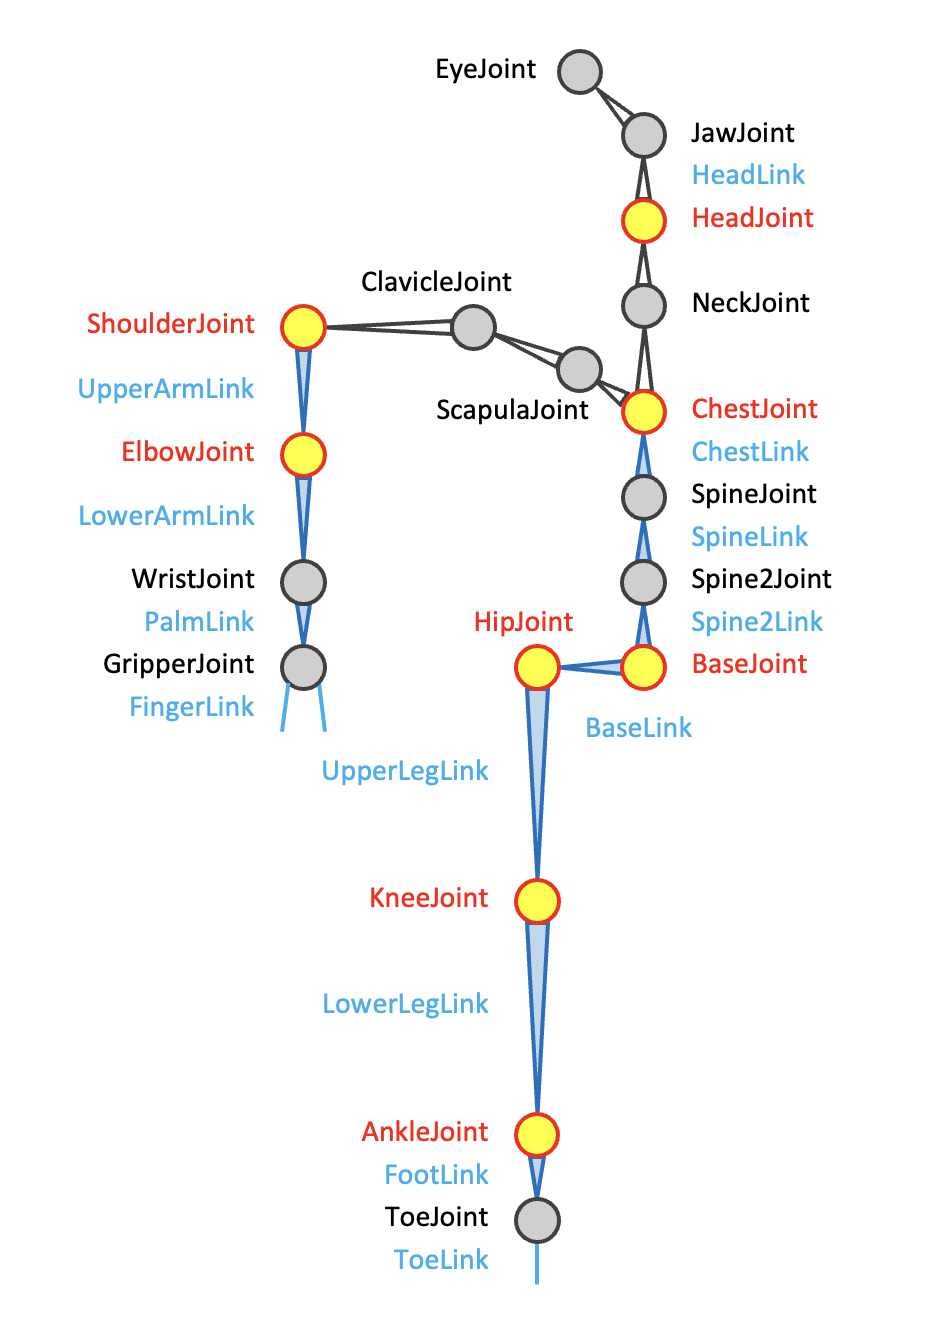 EyeJoint
JawJoint
HeadLink
HeadJoint
ClavicleJoint
NeckJoint
ShoulderJoint
UpperArmLink
ScapulaJoint
ChestJoint
ElbowJoint
ChestLink
SpineJoint
LowerArmLink
SpineLink
WristJoint
Spine2Joint
PalmLink
HipJoint
Spine2Link
GripperJoint
BaseJoint
FingerLink
BaseLink
UpperLegLink
KneeJoint
LowerLegLink
AnkleJoint
FootLink
ToeJoint
ToeLink